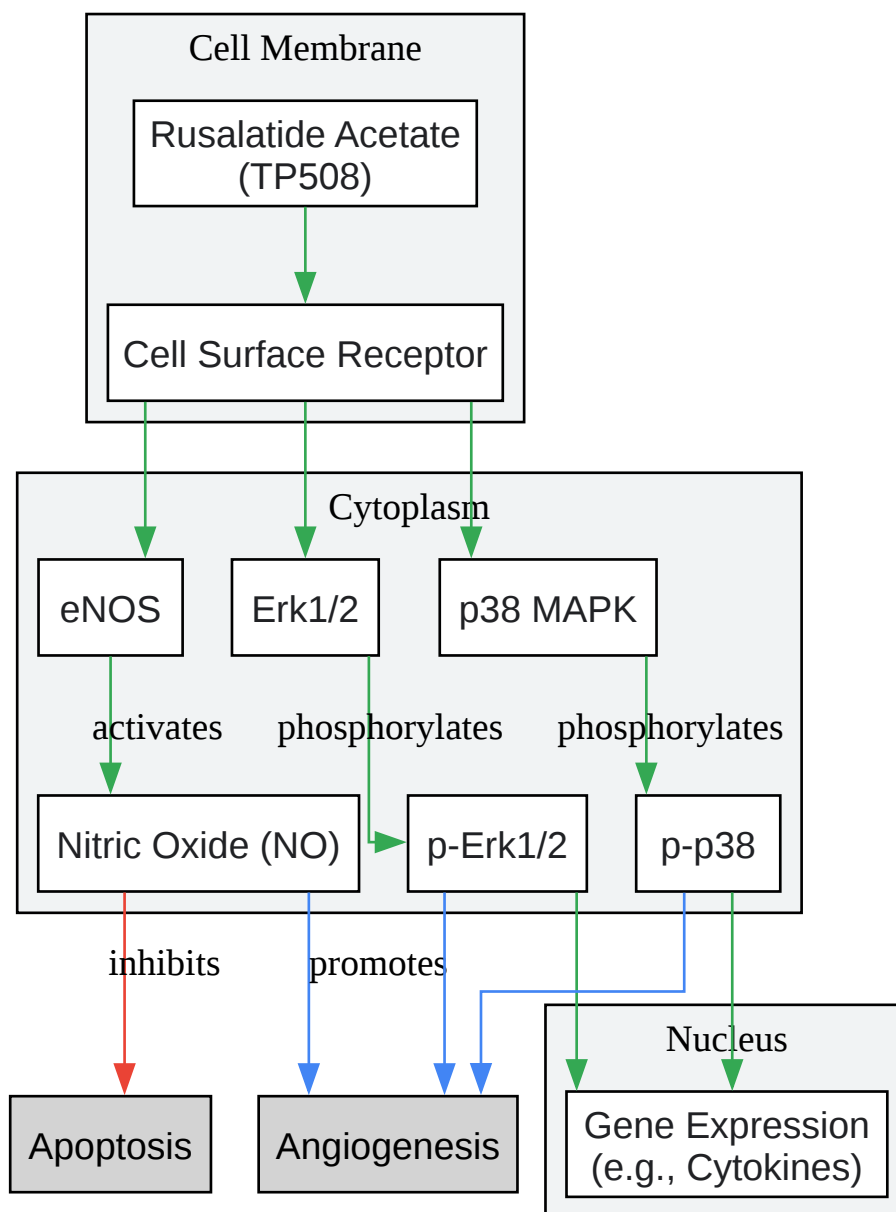 Cell Membrane
Rusalatide Acetate
(TP508)
Cell Surface Receptor
Cytoplasm
eNOS
Erk1/2
p38 MAPK
activates
phosphorylates
phosphorylates
Nitric Oxide (NO)
p-Erk1/2
p-p38
inhibits
promotes
Nucleus
Apoptosis
Angiogenesis
Gene Expression
(e.g., Cytokines)